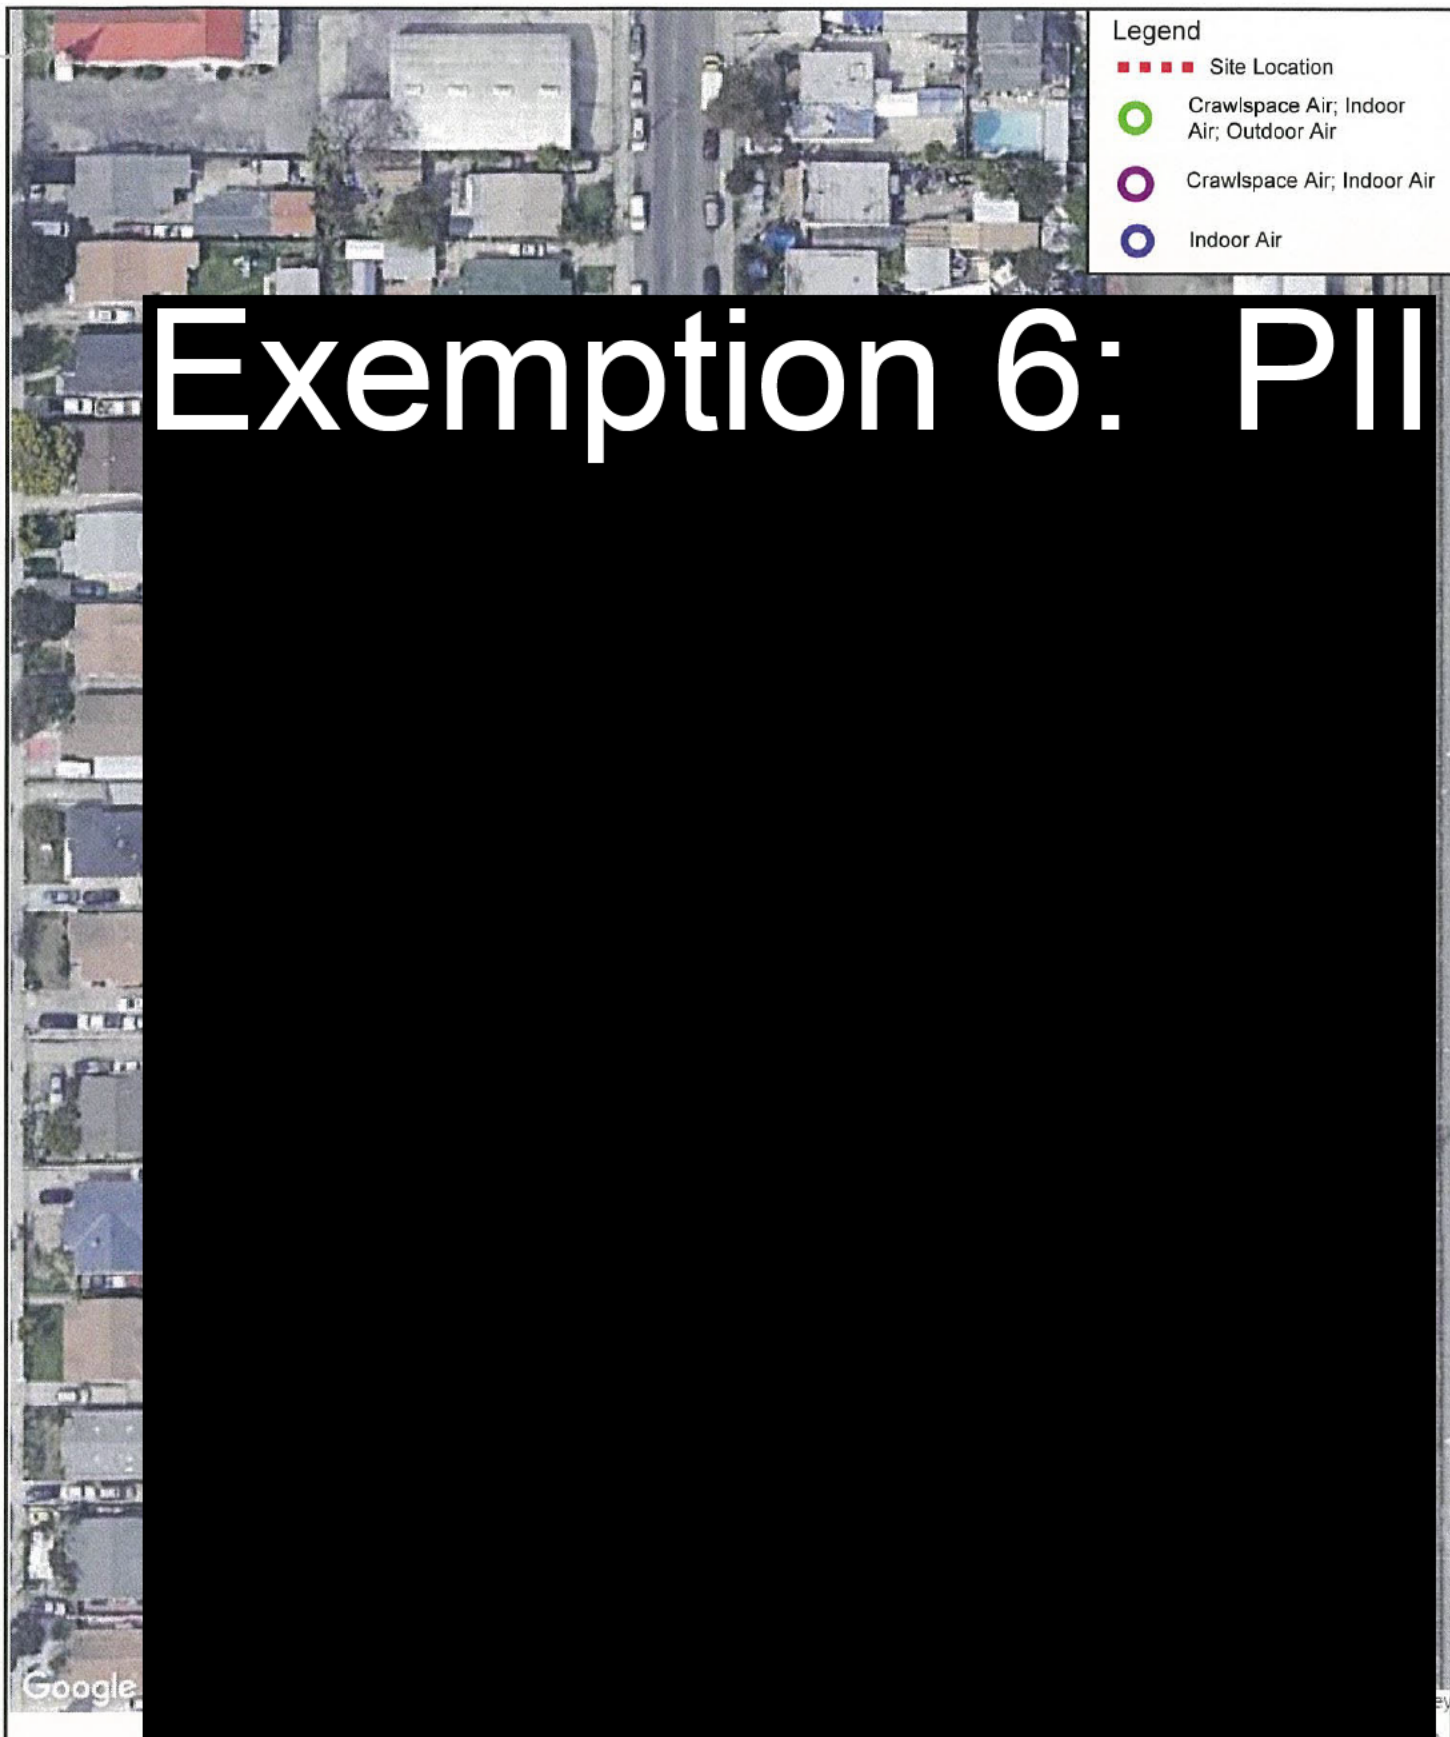 Legend
Site Location
Crawlspace Air; Indoor
Air; Outdoor Air
Crawlspace Air; Indoor Air
Indoor Air
Exemption 6: PII
Google